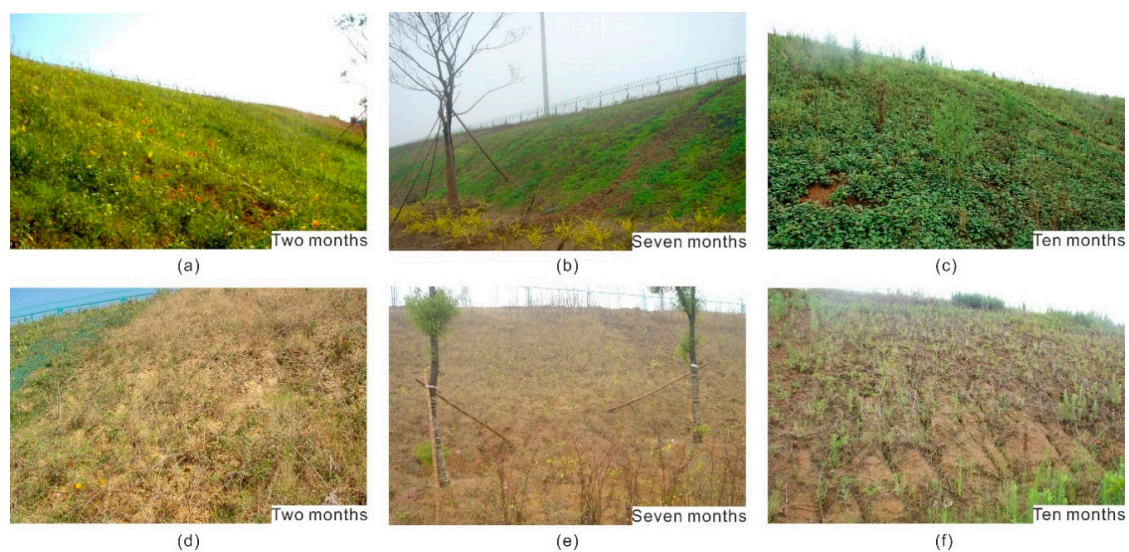 Two months
Seven months
Ten months
(a)
(b)
(c)
Two months
Seven months
Ten months
(d)
(e)
(f)